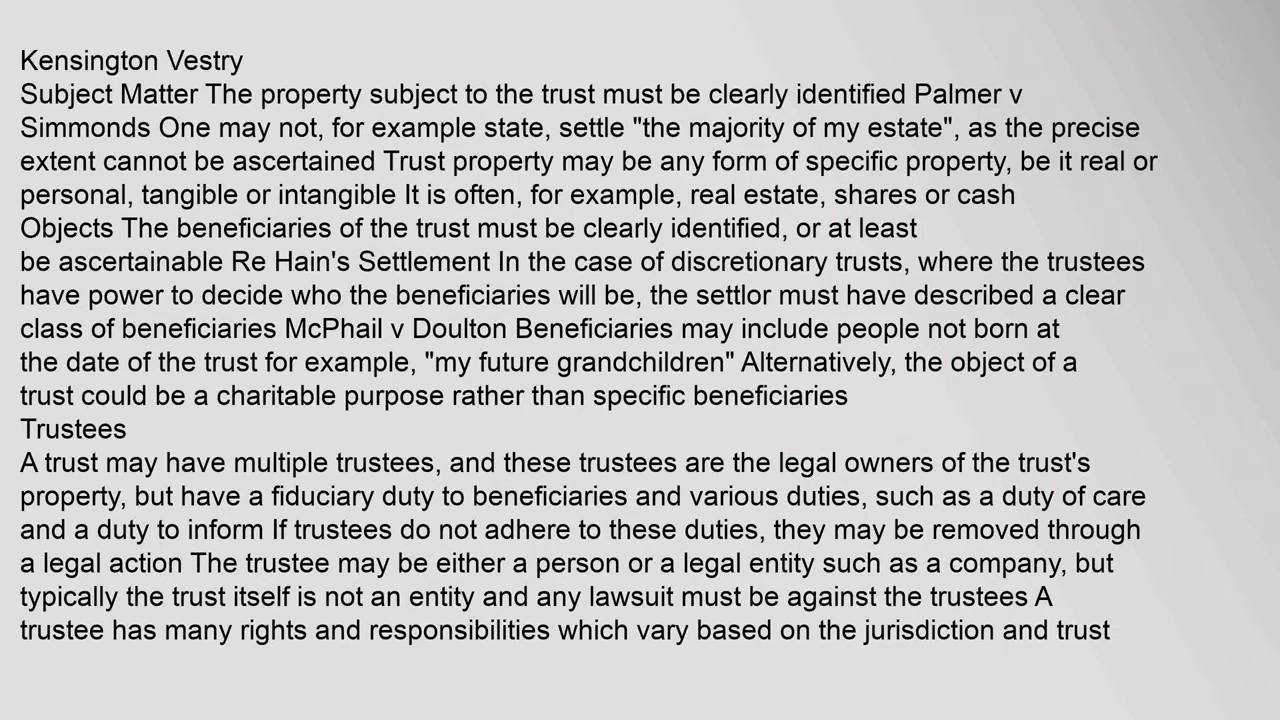 Kensington Vestry
Subject Matter The property subject to the trust must be clearly identified Palmer v
Simmonds One may not, for example state, settle "the majority of my estate", as the precise
extent cannot be ascertained Trust property may be any form of specific property, be it real or
personal, tangible or intangible It is often, for example, real estate, shares or cash
Objects The beneficiaries of the trust must be clearly identified, or at least
be ascertainable Re Hain's Settlement In the case of discretionary trusts, where the trustees
have power to decide who the beneficiaries will be, the settlor must have described a clear
class of beneficiaries McPhail v Doulton Beneficiaries may include people not born at
the date of the trust for example, "my future grandchildren" Alternatively, the object of a
trust could be a charitable purpose rather than specific beneficiaries
Trustees
A trust may have multiple trustees, and these trustees are the legal owners of the trust's
property, but have a fiduciary duty to beneficiaries and various duties, such as a duty of care
and a duty to inform If trustees do not adhere to these duties, they may be removed through
a legal action The trustee may be either a person or a legal entity such as a company, but
typically the trust itself is not an entity and any lawsuit must be against the trustees A
trustee has many rights and responsibilities which vary based on the jurisdiction and trust